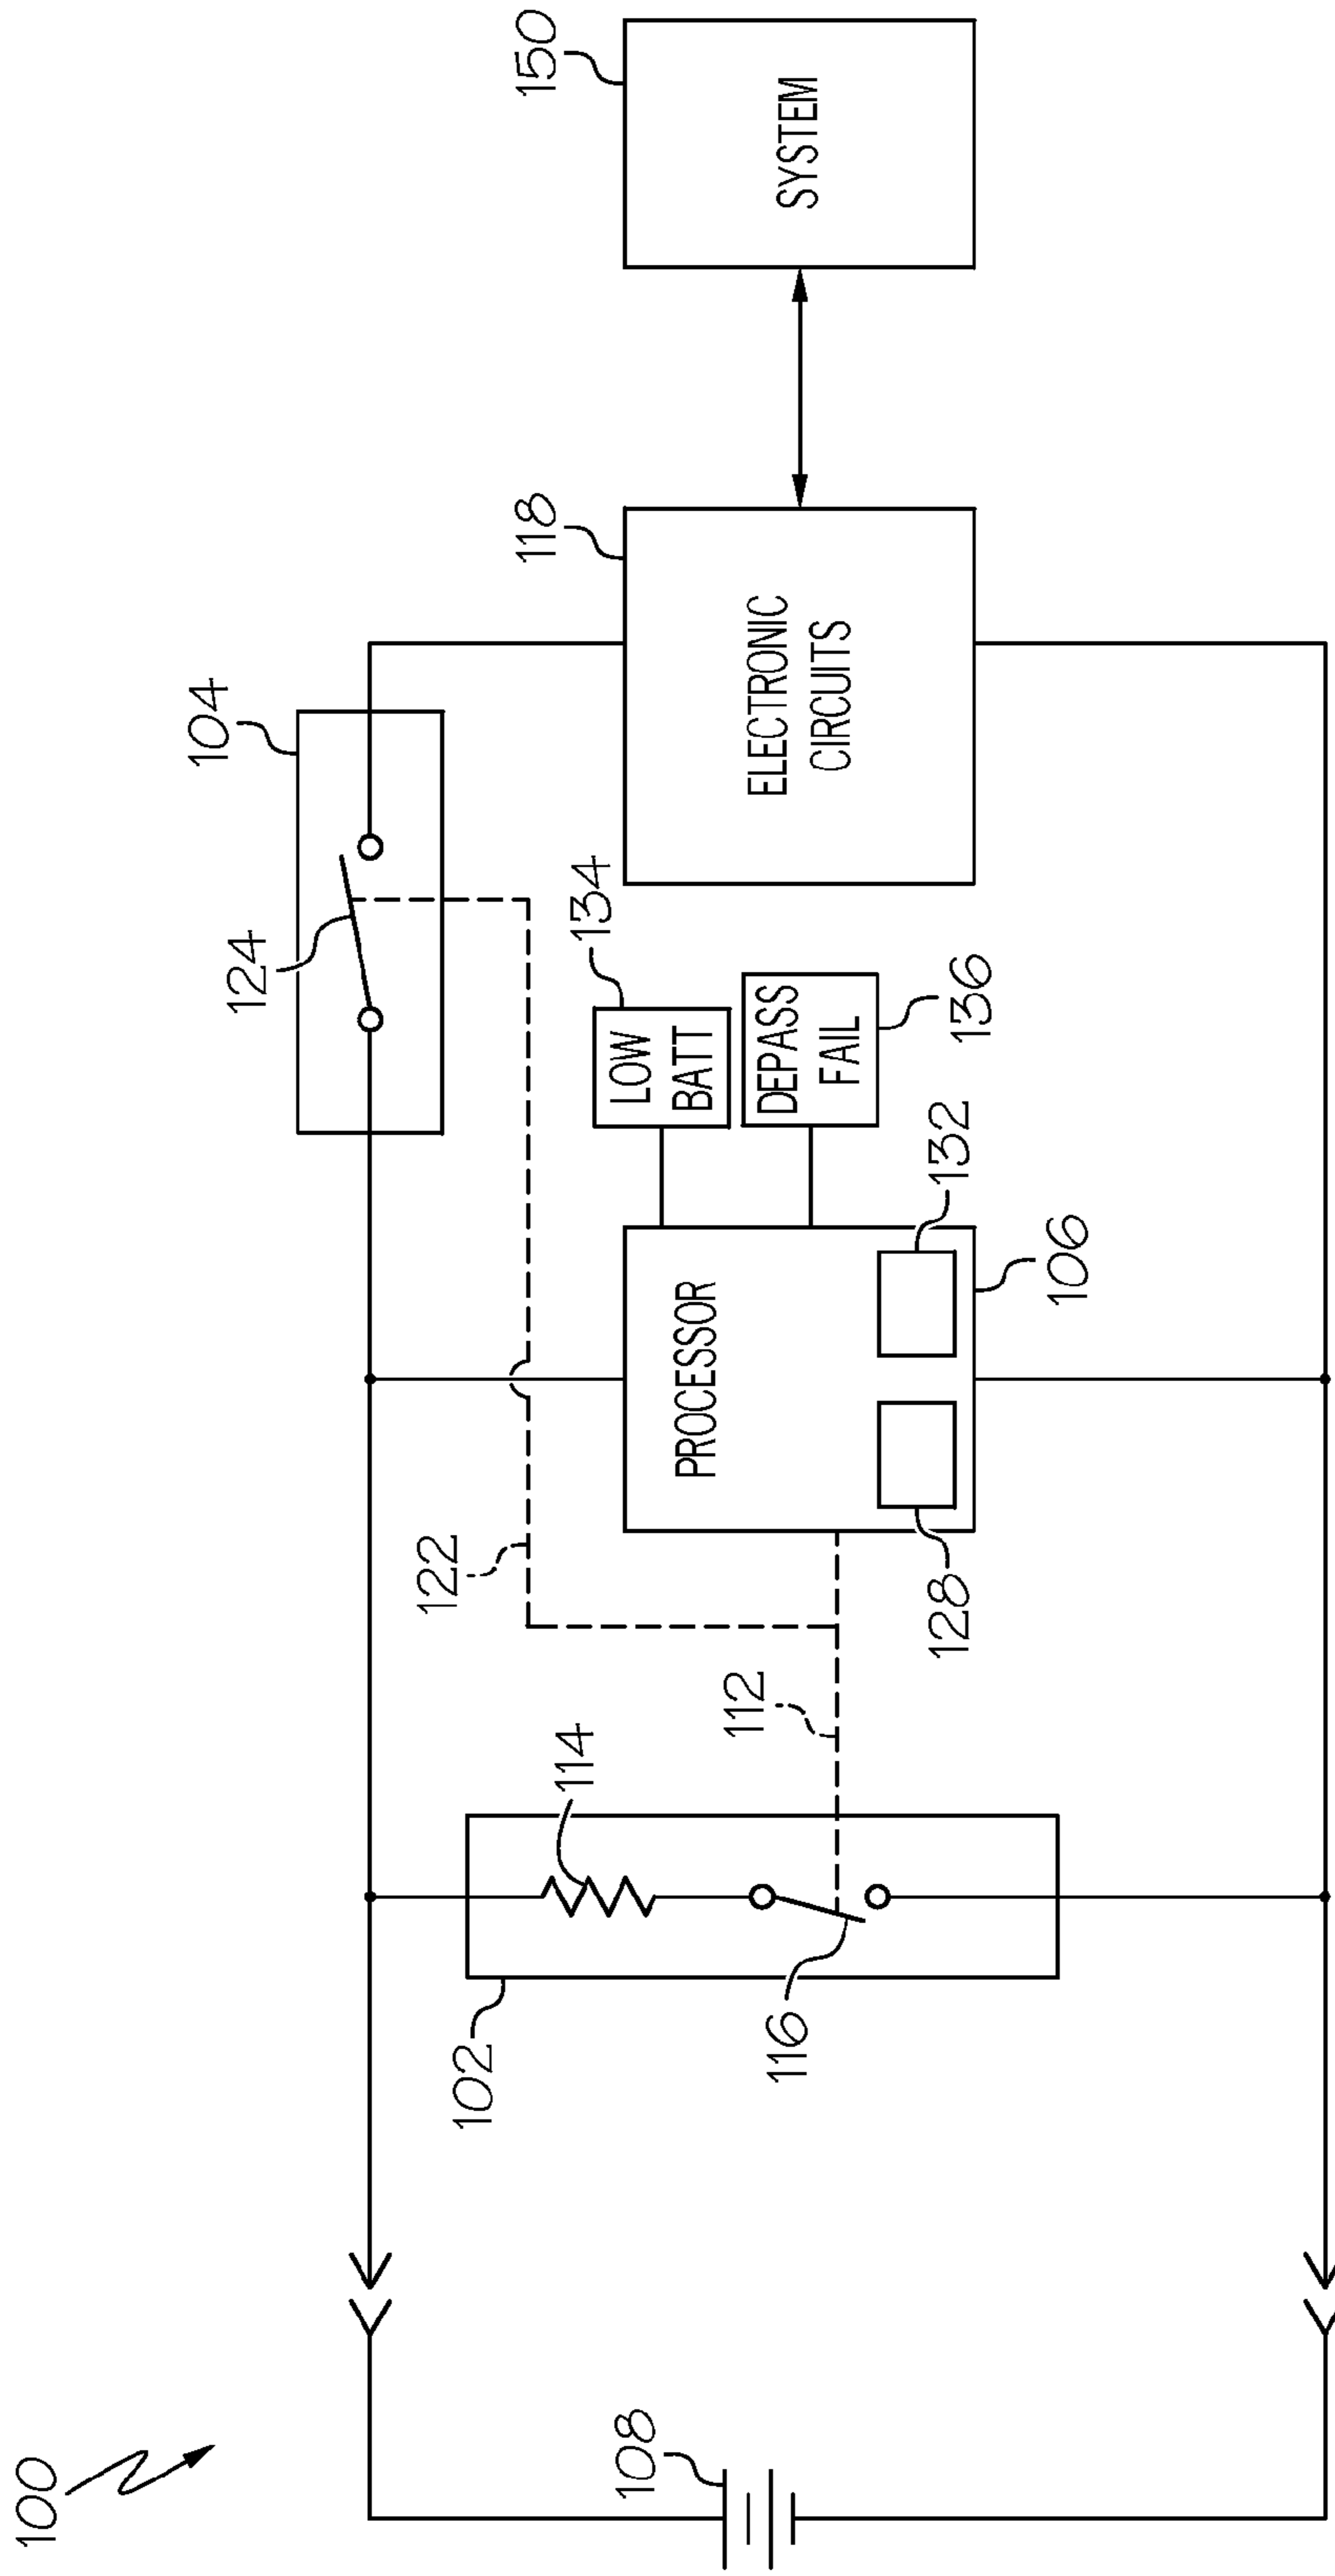 100
104
124
122
118
ELECTRONIC
CIRCUITS
150
SYSTEM
134
LOW
BATT
DEPASS
FAIL
136
PROCESSOR
132
106
128
112
114
116
102
108